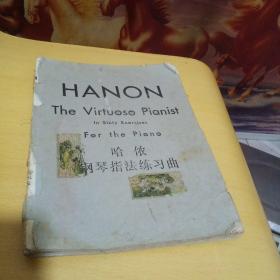 HANON
The Virtuoso Pianist
In Sixty Exercises
For the Piano
哈侬
钢琴指法练习曲